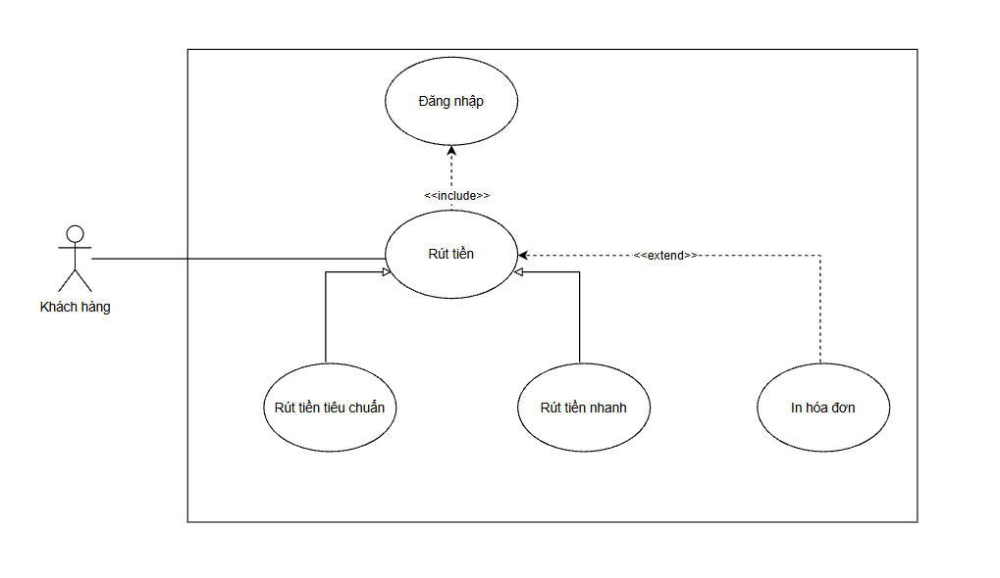 Đăng nhập
<<include>>
Rút tiền
<<extend>>
Khách hàng
Rút tiền tiêu chuẩn
Rút tiền nhanh
In hóa đơn